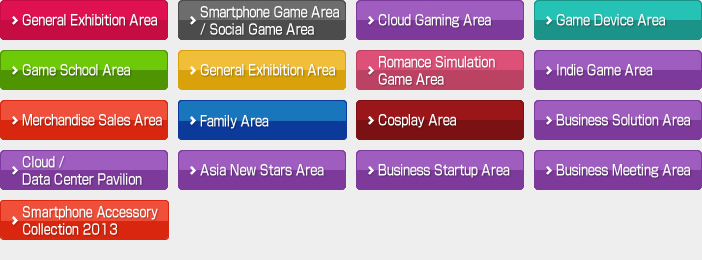 General Exhibition Area
Smartphone Game Area
/ Social Game Area
Cloud Gaming Area
Game Device Area
Game School Area
General Exhibition Area
Romance Simulation
Game Area
Indie Game Area
Merchandise Sales Area
Family Area
Cosplay Area
Business Solution Area
Cloud /
Data Center Pavilion
Asia New Stars Area
Business Startup Area
Business Meeting Area
Smartphone Accessory
Collection 2013